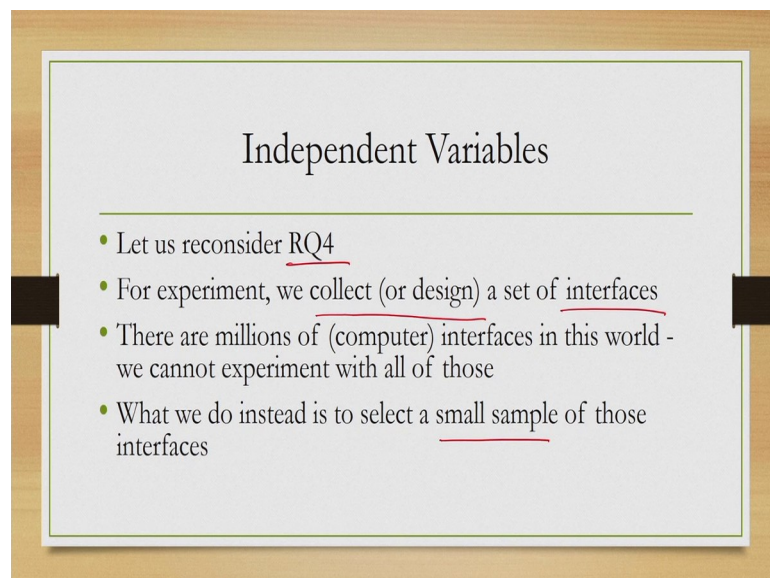 Independent Variables
• Let us reconsider RQ4
• For experiment, we collect (or design) a set of interfaces
• There are millions of (computer) interfaces in this world -
we cannot experiment with all of those
• What we do instead is to select a small sample of those
interfaces